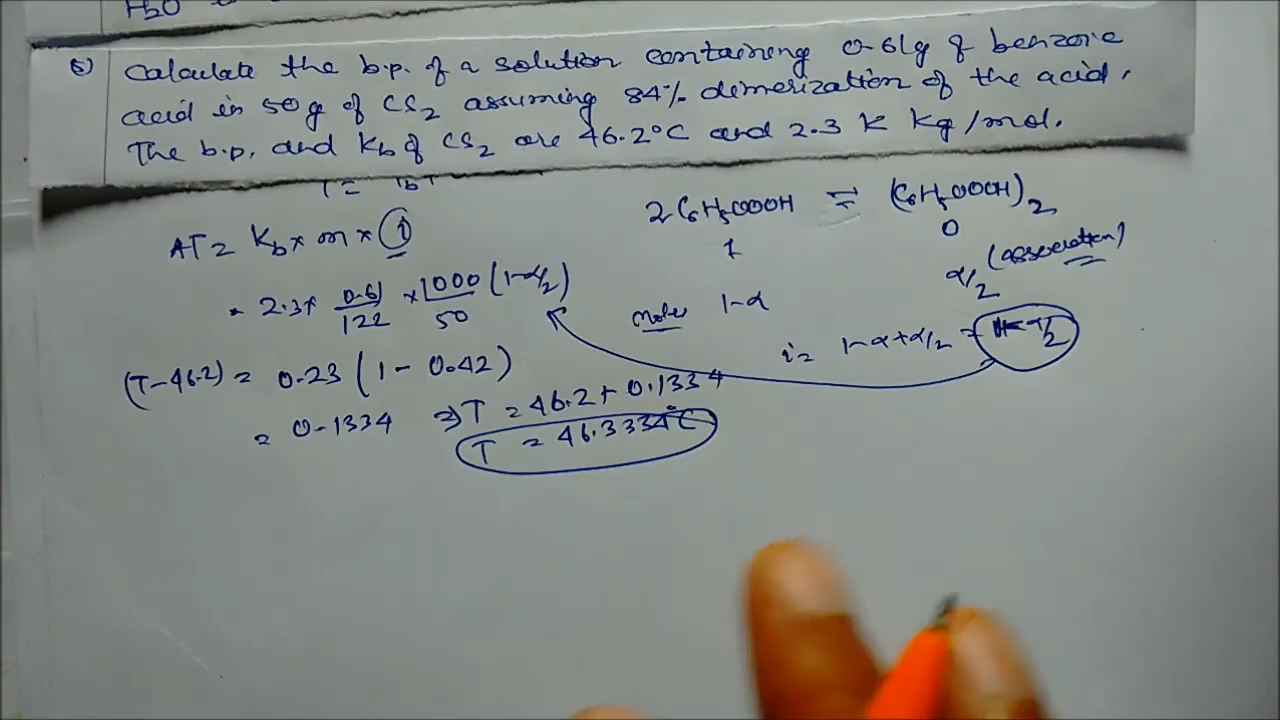 H2O
5) Calculate the b.p. of a solution containing 0.61g of benzoic
acid in 50g of CS2 assuming 84% dimerization of the acid.
The b.p. and Kb of CS2 are 46.2°C and 2.3 K Kg/mol.
ΔT = Kb × m × i
= 2.3 × 0.61/122 × 1000/50 (1-α/2)
(T-46.2) = 0.23 (1 - 0.42)
= 0.1334 ⇒ T = 46.2 + 0.1334
T = 46.3334°C
2C6H5COOH ⇌ (C6H5COOH)2
1 0
moles 1-α α/2 (association)
i = 1-α+α/2 = 1-α/2